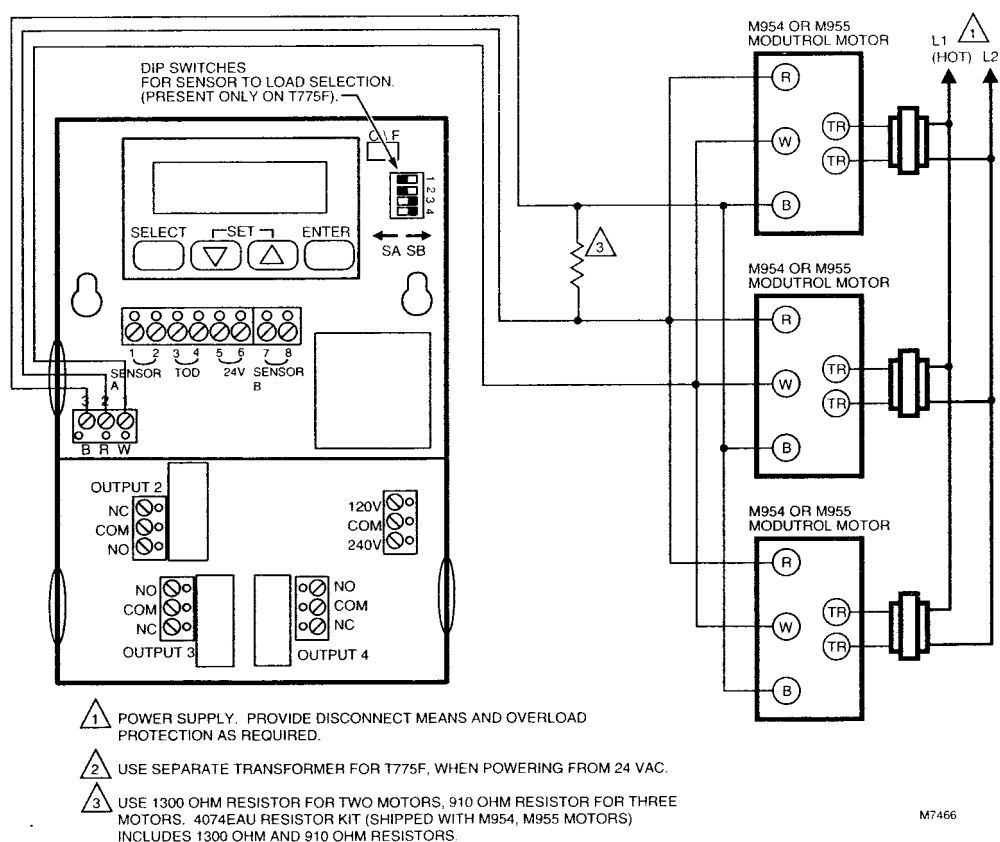 M954 OR M955
MODUTROL MOTOR
L1
(HOT)
1
L2
DIP SWITCHES
FOR SENSOR TO LOAD SELECTION.
(PRESENT ONLY ON T775F).
R
W
B
TR
TR
1
2
3
4
SELECT
SET
ENTER
SA SB
3
M954 OR M955
MODUTROL MOTOR
R
W
B
TR
TR
1 2 3 4 5 6 7 8
SENSOR
A
TOD
24V
SENSOR
B
3 2 1
B R W
OUTPUT 2
NC
COM
NO
120V
COM
240V
M954 OR M955
MODUTROL MOTOR
R
W
B
TR
TR
NO
COM
NC
OUTPUT 3
NO
COM
NC
OUTPUT 4
1 POWER SUPPLY. PROVIDE DISCONNECT MEANS AND OVERLOAD
PROTECTION AS REQUIRED.
2 USE SEPARATE TRANSFORMER FOR T775F, WHEN POWERING FROM 24 VAC.
3 USE 1300 OHM RESISTOR FOR TWO MOTORS, 910 OHM RESISTOR FOR THREE
MOTORS. 4074EAU RESISTOR KIT (SHIPPED WITH M954, M955 MOTORS)
INCLUDES 1300 OHM AND 910 OHM RESISTORS.
M7466